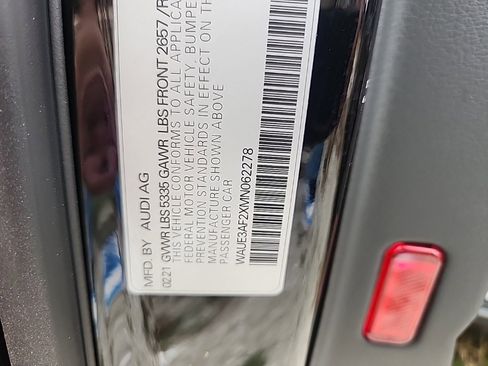 MFD. BY AUDI AG
02.21 GVWR LBS 5335 GAWR LBS FRONT 2657 /R
THIS VEHICLE CONFORMS TO ALL APPLICA
FEDERAL MOTOR VEHICLE SAFETY, BUMPE
PREVENTION STANDARDS IN EFFECT ON THE
MANUFACTURE SHOWN ABOVE
PASSENGER CAR
WAUE3AF2XMN062278